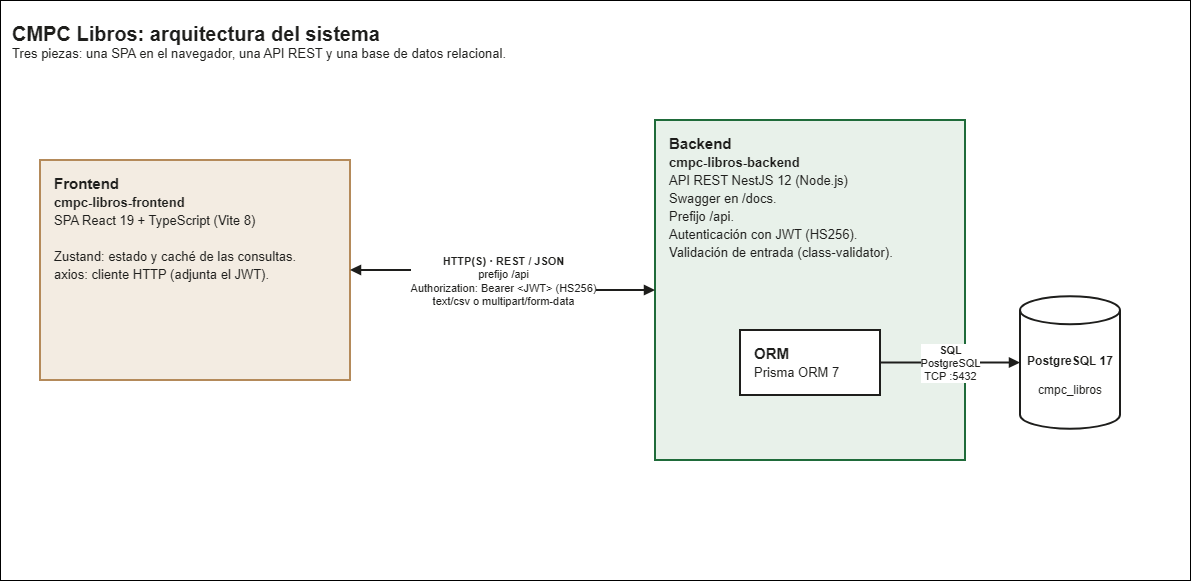 CMPC Libros: arquitectura del sistema
Tres piezas: una SPA en el navegador, una API REST y una base de datos relacional.
Frontend
cmpc-libros-frontend
SPA React 19 + TypeScript (Vite 8)
Zustand: estado y caché de las consultas.
axios: cliente HTTP (adjunta el JWT).
HTTP(S) · REST / JSON
prefijo /api
Authorization: Bearer <JWT> (HS256)
text/csv o multipart/form-data
Backend
cmpc-libros-backend
API REST NestJS 12 (Node.js)
Swagger en /docs.
Prefijo /api.
Autenticación con JWT (HS256).
Validación de entrada (class-validator).
ORM
Prisma ORM 7
SQL
PostgreSQL
TCP :5432
PostgreSQL 17
cmpc_libros